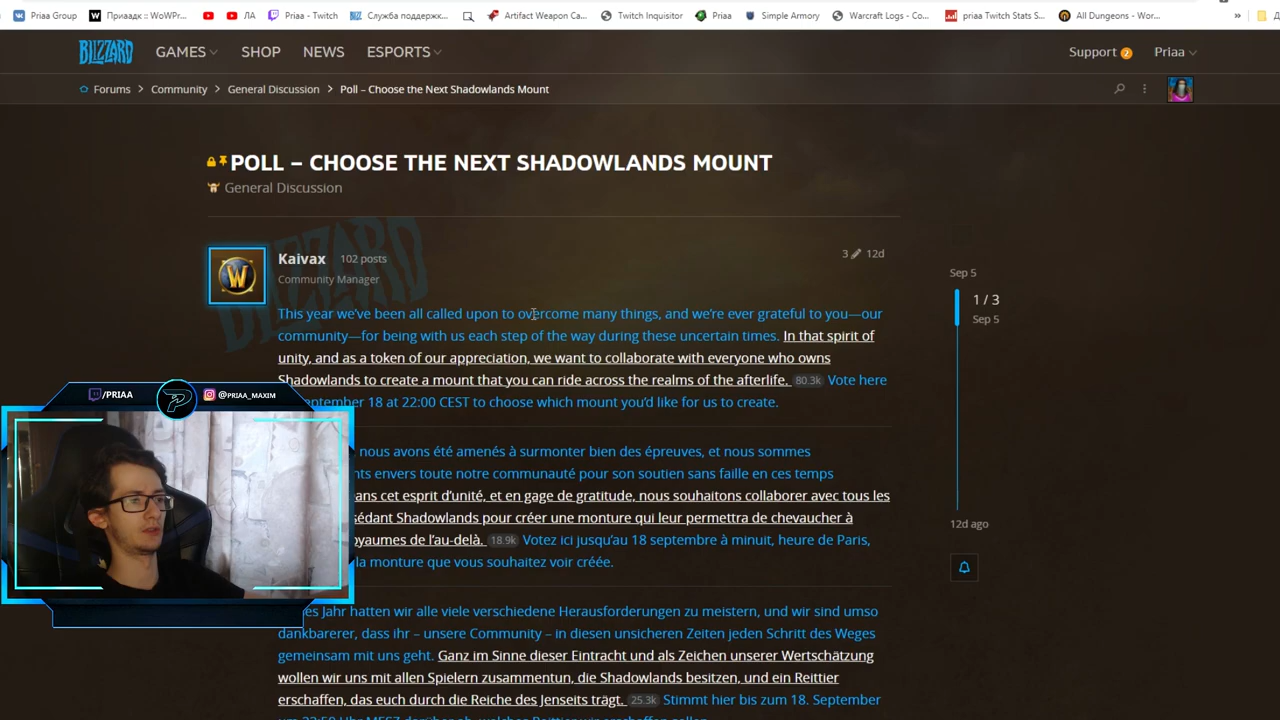 Priaa Group
Приаадк :: WoWPr...
ЛА
Priaa - Twitch
Служба поддержк...
Artifact Weapon Ca...
Twitch Inquisitor
Priaa
Simple Armory
Warcraft Logs - Co...
priaa Twitch Stats S...
All Dungeons - Wor...
»
BLIZZARD
GAMES
SHOP
NEWS
ESPORTS
Support 2
Priaa
Forums > Community > General Discussion > Poll – Choose the Next Shadowlands Mount
POLL – CHOOSE THE NEXT SHADOWLANDS MOUNT
General Discussion
BLIZZARD
W
Kaivax 102 posts
3 12d
Community Manager
This year we've been all called upon to overcome many things, and we're ever grateful to you—our
community—for being with us each step of the way during these uncertain times. In that spirit of
unity, and as a token of our appreciation, we want to collaborate with everyone who owns
Shadowlands to create a mount that you can ride across the realms of the afterlife. 80.3k Vote here
eptember 18 at 22:00 CEST to choose which mount you'd like for us to create.
nous avons été amenés à surmonter bien des épreuves, et nous sommes
nts envers toute notre communauté pour son soutien sans faille en ces temps
ans cet esprit d'unité, et en gage de gratitude, nous souhaitons collaborer avec tous les
sédant Shadowlands pour créer une monture qui leur permettra de chevaucher à
oyaumes de l'au-delà. 18.9k Votez ici jusqu'au 18 septembre à minuit, heure de Paris,
la monture que vous souhaitez voir créée.
es Jahr hatten wir alle viele verschiedene Herausforderungen zu meistern, und wir sind umso
dankbarerer, dass ihr – unsere Community – in diesen unsicheren Zeiten jeden Schritt des Weges
gemeinsam mit uns geht. Ganz im Sinne dieser Eintracht und als Zeichen unserer Wertschätzung
wollen wir uns mit allen Spielern zusammentun, die Shadowlands besitzen, und ein Reittier
erschaffen, das euch durch die Reiche des Jenseits trägt. 25.3k Stimmt hier bis zum 18. September
Sep 5
1 / 3
Sep 5
12d ago
/PRIAA
@PRIAA_MAXIM